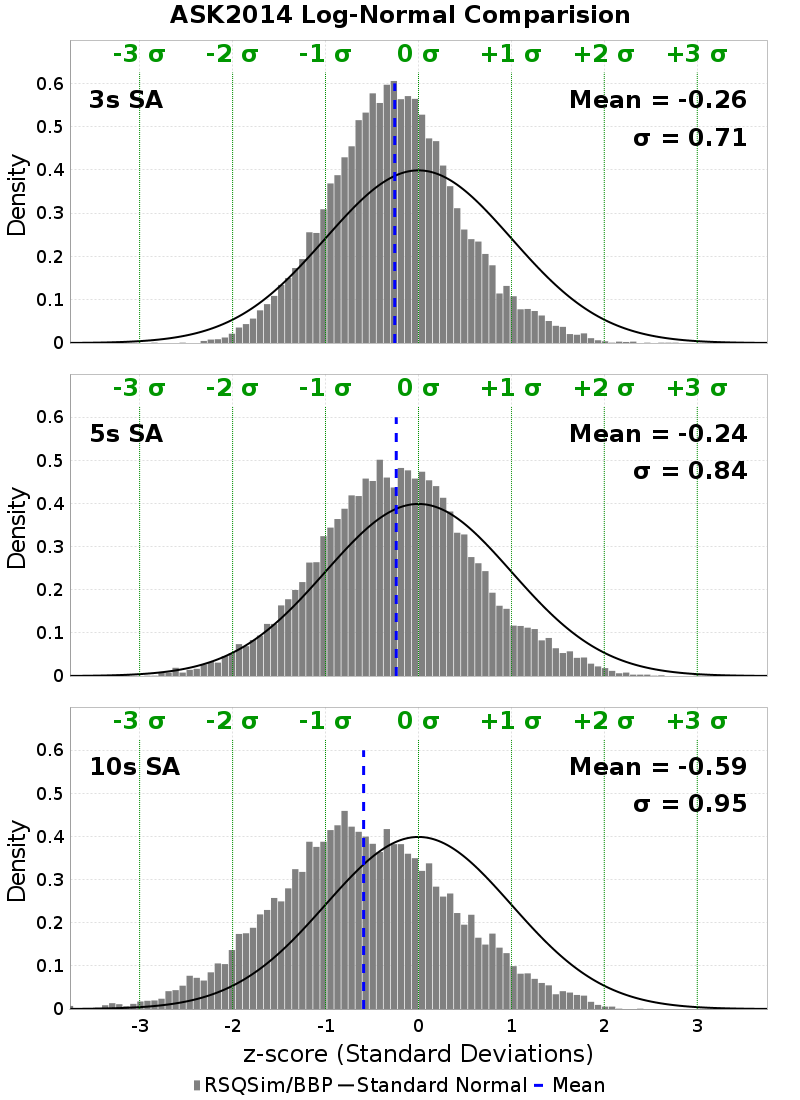 ASK2014 Log-Normal Comparision
-3 σ -2 σ -1 σ 0 σ +1 σ +2 σ +3 σ
3s SA
Mean = -0.26
σ = 0.71
Density
0.6
0.5
0.4
0.3
0.2
0.1
0
-3 σ -2 σ -1 σ 0 σ +1 σ +2 σ +3 σ
5s SA
Mean = -0.24
σ = 0.84
Density
0.6
0.5
0.4
0.3
0.2
0.1
0
-3 σ -2 σ -1 σ 0 σ +1 σ +2 σ +3 σ
10s SA
Mean = -0.59
σ = 0.95
Density
0.6
0.5
0.4
0.3
0.2
0.1
0
-3 -2 -1 0 1 2 3
z-score (Standard Deviations)
RSQSim/BBP Standard Normal Mean